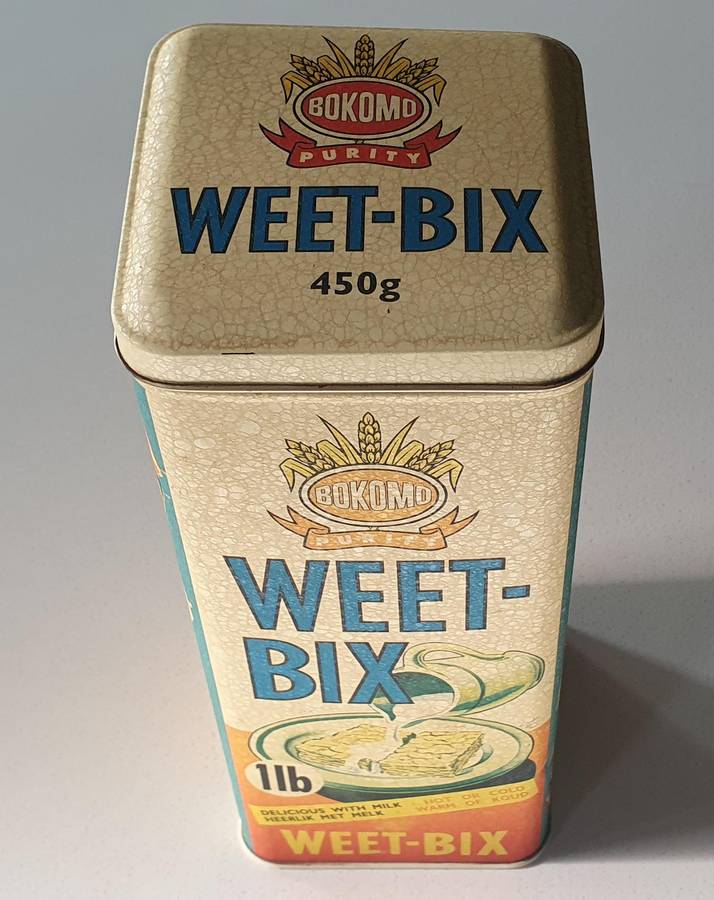 BOKOMO
PURITY
WEET-BIX
450g
BOKOMO
PURITY
WEET-
BIX
1lb
DELICIOUS WITH MILK
HEERLIK MET MELK
HOT OR COLD
WARM OF KOUD
WEET-BIX